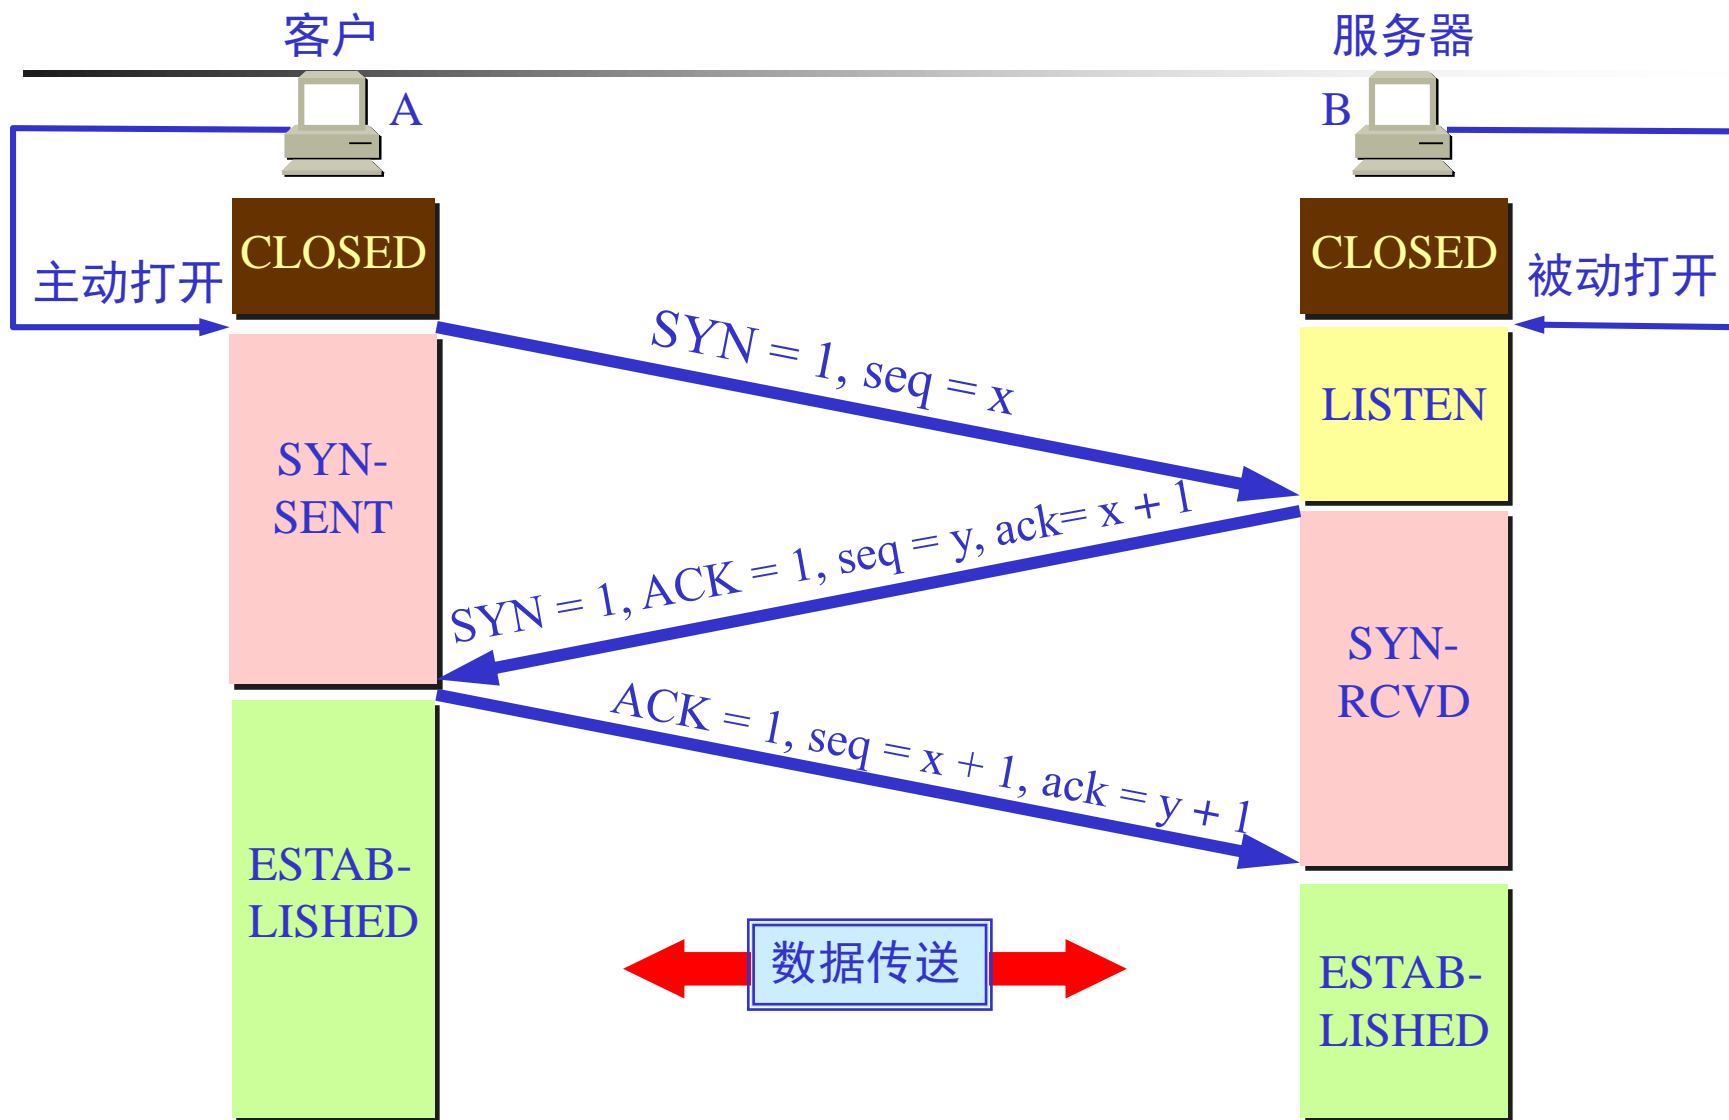 客户
服务器
A
B
CLOSED
CLOSED
主动打开
被动打开
SYN = 1, seq = x
LISTEN
SYN-
SENT
SYN = 1, ACK = 1, seq = y, ack= x + 1
SYN-
RCVD
ACK = 1, seq = x + 1, ack = y + 1
ESTAB-
LISHED
数据传送
ESTAB-
LISHED